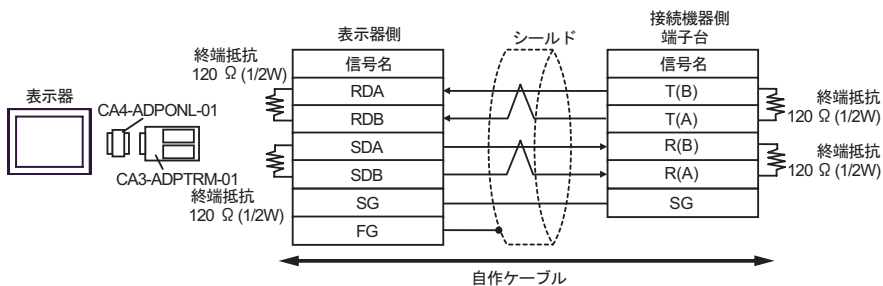 表示器
CA4-ADPONL-01
CA3-ADPTRM-01
終端抵抗
120 Ω (1/2W)
終端抵抗
120 Ω (1/2W)
表示器側
信号名
RDA
RDB
SDA
SDB
SG
FG
シールド
接続機器側
端子台
信号名
T(B)
T(A)
R(B)
R(A)
SG
終端抵抗
120 Ω (1/2W)
終端抵抗
120 Ω (1/2W)
自作ケーブル